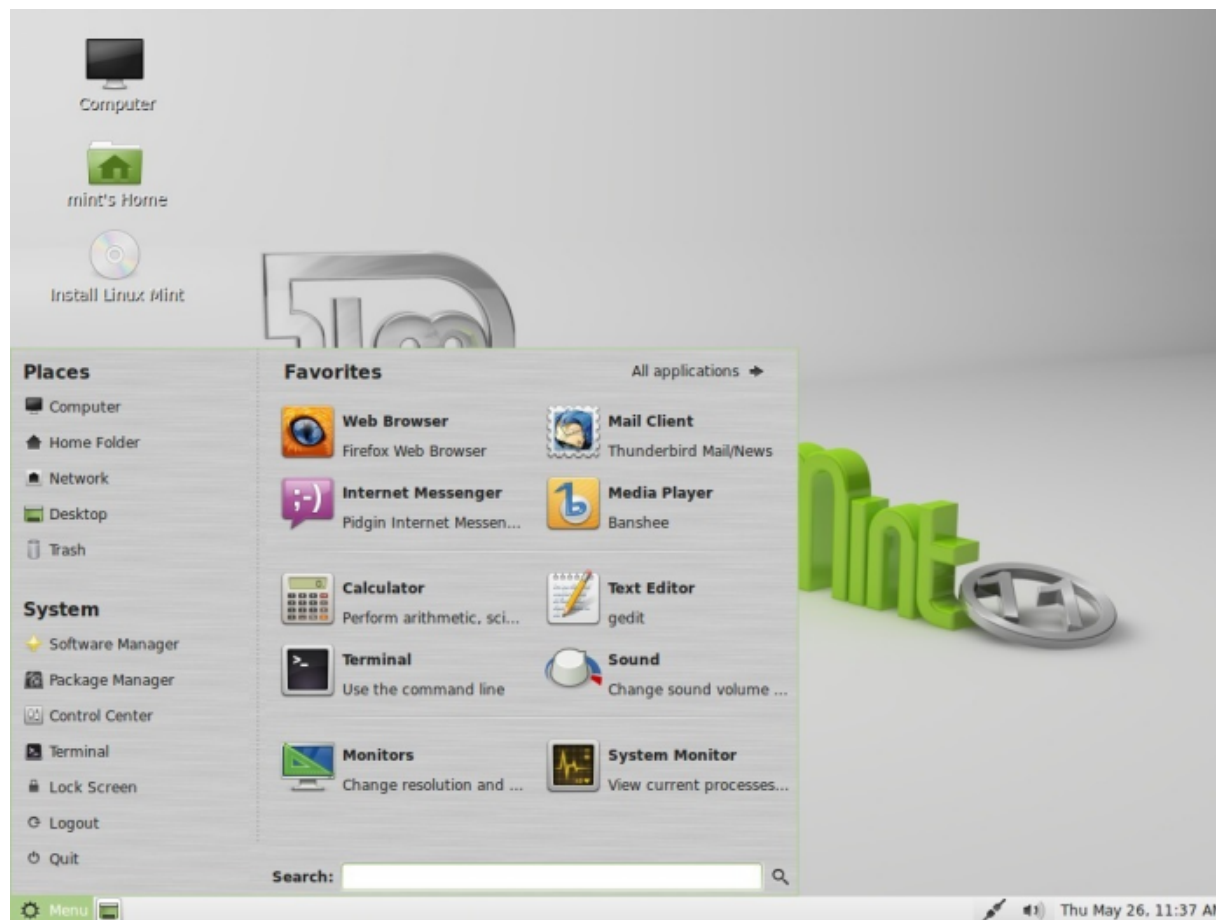 Computer
mint's Home
Install Linux Mint
Places
Computer
Home Folder
Network
Desktop
Trash
System
Software Manager
Package Manager
Control Center
Terminal
Lock Screen
Logout
Quit
Favorites
All applications
Web Browser
Firefox Web Browser
Mail Client
Thunderbird Mail/News
Internet Messenger
Pidgin Internet Messen...
Media Player
Banshee
Calculator
Perform arithmetic, sci...
Text Editor
gedit
Terminal
Use the command line
Sound
Change sound volume ...
Monitors
Change resolution and ...
System Monitor
View current processes...
Search:
Mint
11
Menu
Thu May 26, 11:37 AM